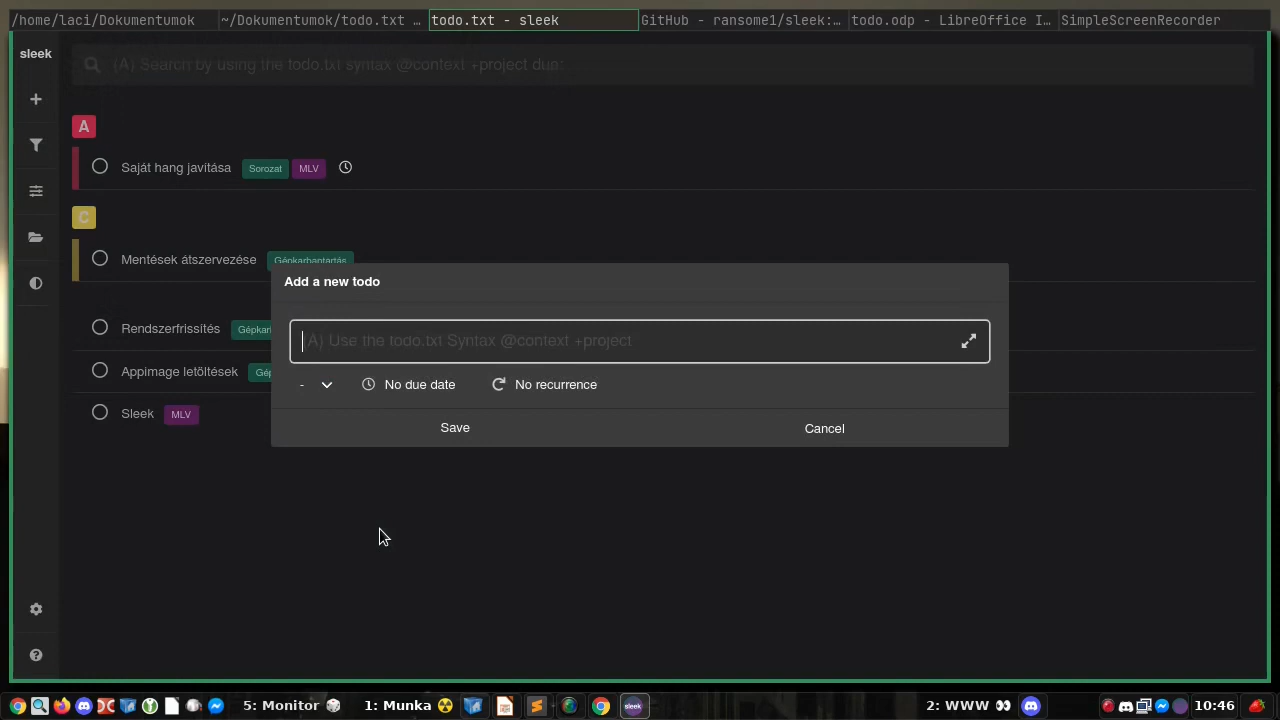 /home/laci/Dokumentumok ~/Dokumentumok/todo.txt … todo.txt - sleek GitHub - ransome1/sleek:… todo.odp - LibreOffice I… SimpleScreenRecorder
sleek
(A) Search by using the todo.txt syntax @context +project due:
A
Saját hang javítása Sorozat MLV
C
Mentések átszervezése Gépkarbantartás
Add a new todo
Rendszerfrissítés
(A) Use the todo.txt Syntax @context +project
Appimage letöltések Gép
- No due date No recurrence
Sleek MLV
Save Cancel
5: Monitor 1: Munka sleek 2: WWW 10:46